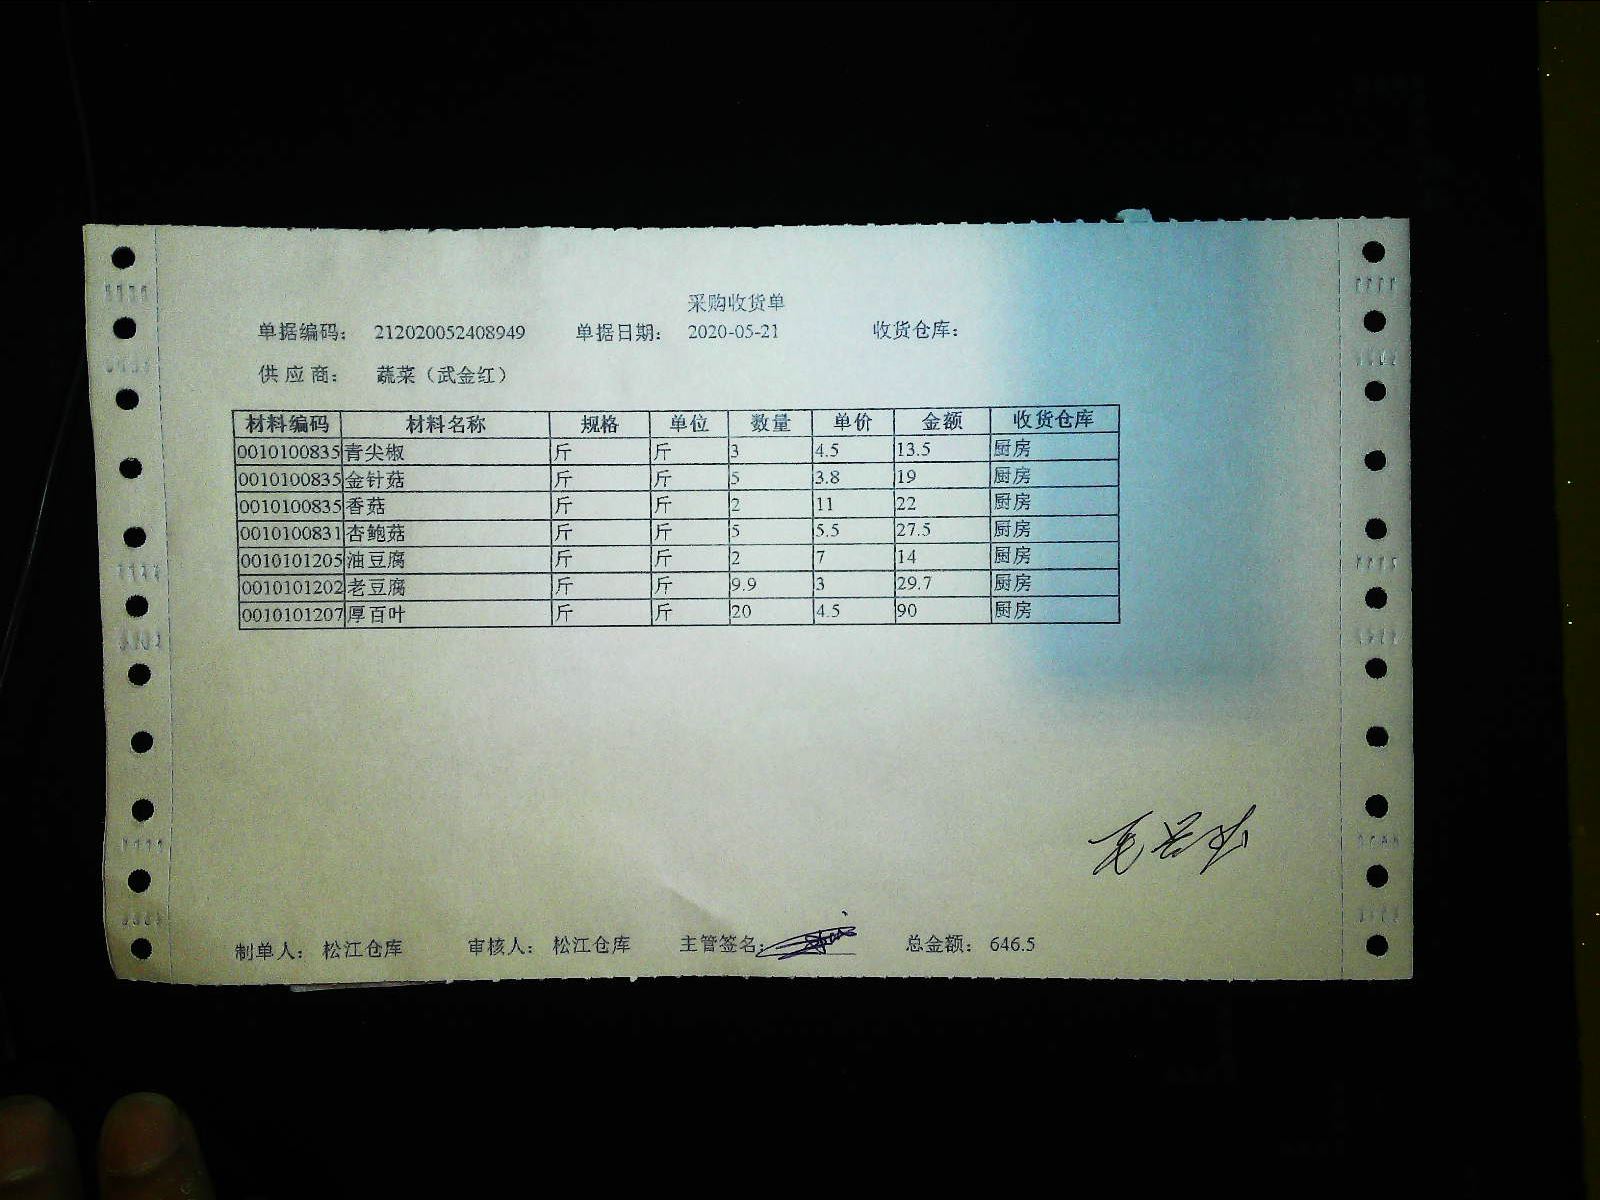 采购收货单
单据编码： 212020052408949 单据日期： 2020-05-21 收货仓库：
供 应 商： 蔬菜（武金红）
材料编码 材料名称 规格 单位 数量 单价 金额 收货仓库
0010100835 青尖椒 斤 斤 3 4.5 13.5 厨房
0010100835 金针菇 斤 斤 5 3.8 19 厨房
0010100835 香菇 斤 斤 2 11 22 厨房
0010100831 杏鲍菇 斤 斤 5 5.5 27.5 厨房
0010101205 油豆腐 斤 斤 2 7 14 厨房
0010101202 老豆腐 斤 斤 9.9 3 29.7 厨房
0010101207 厚百叶 斤 斤 20 4.5 90 厨房
制单人： 松江仓库 审核人： 松江仓库 主管签名： 总金额： 646.5